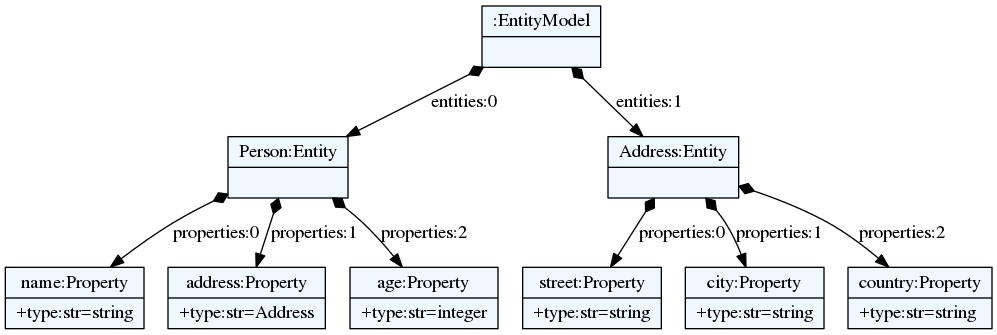 :EntityModel
entities:0
entities:1
Person:Entity
Address:Entity
properties:0
properties:1
properties:2
properties:0
properties:1
properties:2
name:Property
+type:str=string
address:Property
+type:str=Address
age:Property
+type:str=integer
street:Property
+type:str=string
city:Property
+type:str=string
country:Property
+type:str=string